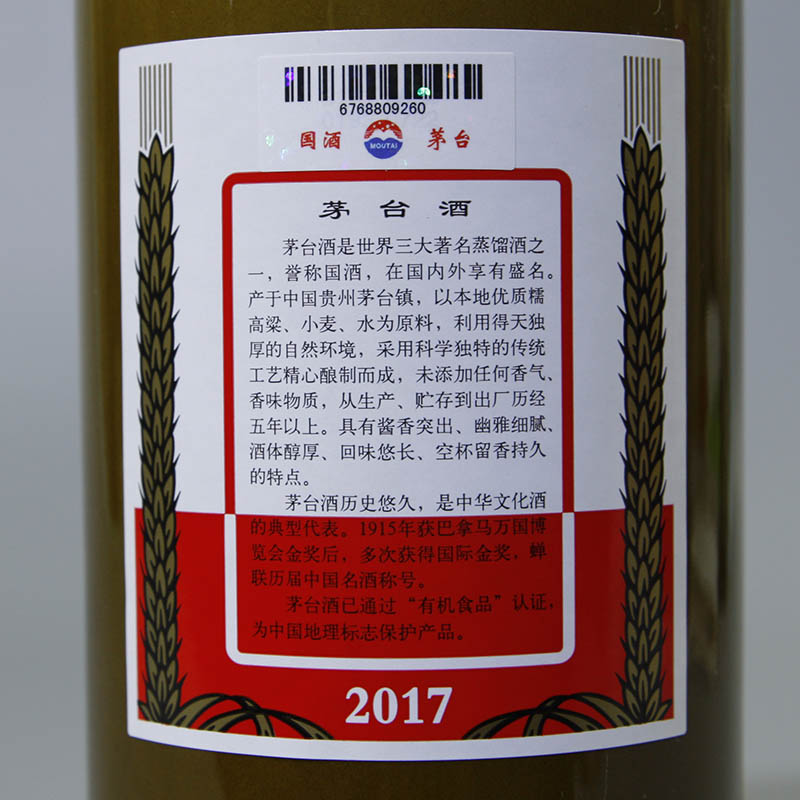 6768809260
国酒 MOUTAI 茅台
茅台酒
茅台酒是世界三大著名蒸馏酒之
一，誉称国酒，在国内外享有盛名。
产于中国贵州茅台镇，以本地优质糯
高粱、小麦、水为原料，利用得天独
厚的自然环境，采用科学独特的传统
工艺精心酿制而成，未添加任何香气、
香味物质，从生产、贮存到出厂历经
五年以上。具有酱香突出、幽雅细腻、
酒体醇厚、回味悠长、空杯留香持久
的特点。
茅台酒历史悠久，是中华文化酒
的典型代表。1915年获巴拿马万国博
览会金奖后，多次获得国际金奖，蝉
联历届中国名酒称号。
茅台酒已通过“有机食品”认证，
为中国地理标志保护产品。
2017